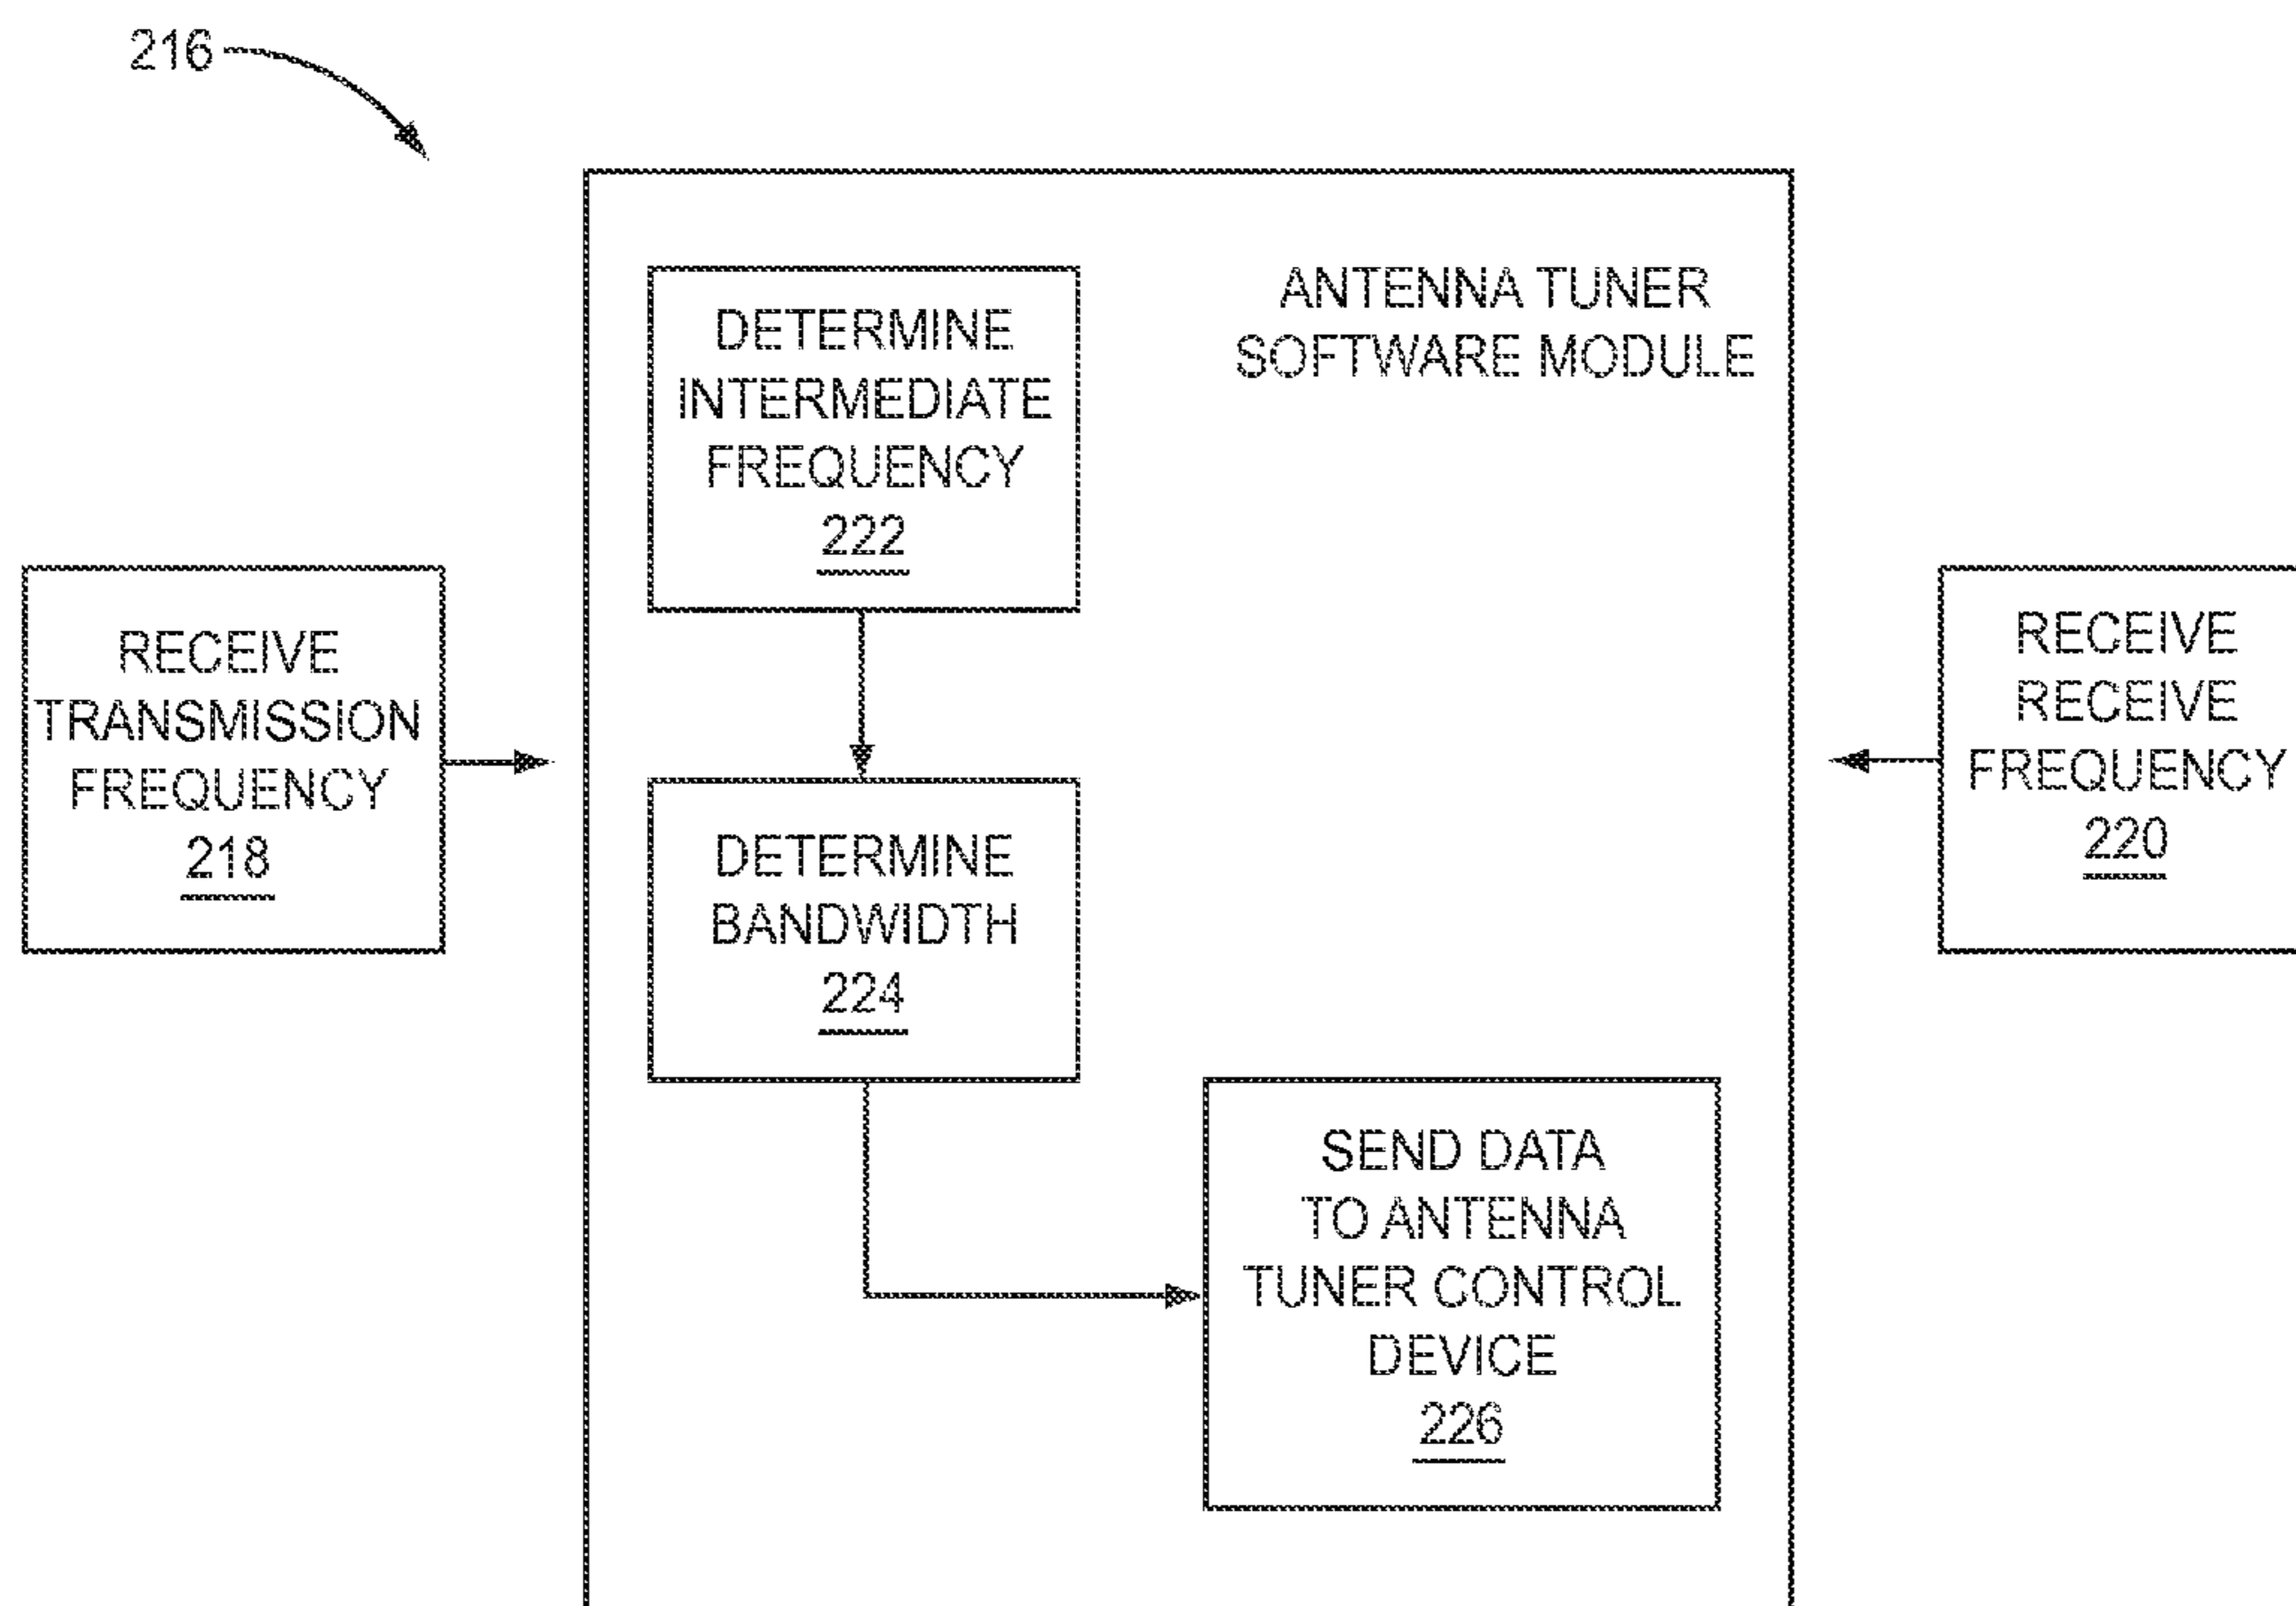 216
ANTENNA TUNER
SOFTWARE MODULE
DETERMINE
INTERMEDIATE
FREQUENCY
222
RECEIVE
TRANSMISSION
FREQUENCY
218
DETERMINE
BANDWIDTH
224
RECEIVE
RECEIVE
FREQUENCY
220
SEND DATA
TO ANTENNA
TUNER CONTROL
DEVICE
226